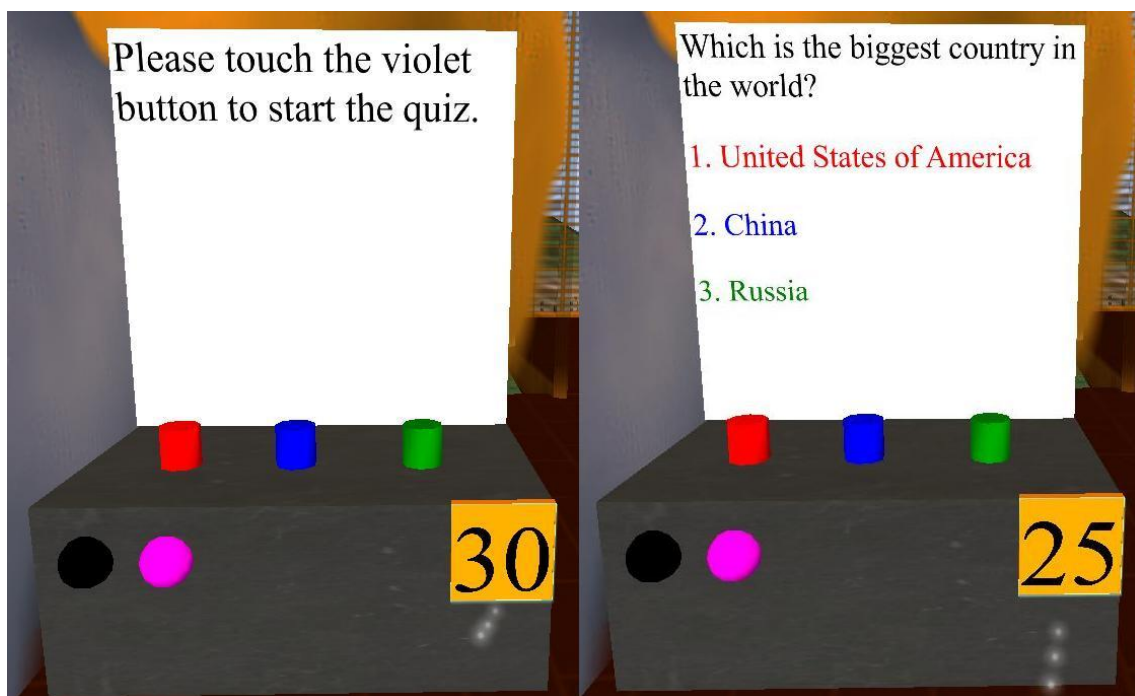 Please touch the violet
button to start the quiz.
30
Which is the biggest country in
the world?
1. United States of America
2. China
3. Russia
25